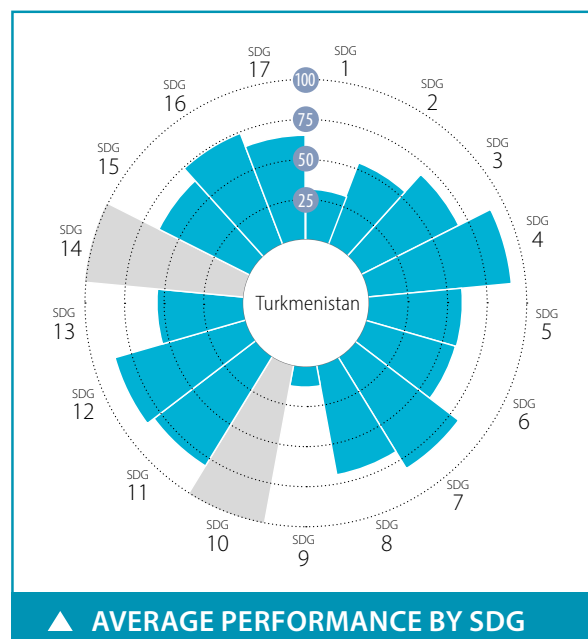 SDG
1
SDG
2
SDG
3
SDG
4
SDG
5
SDG
6
SDG
7
SDG
8
SDG
9
SDG
10
SDG
11
SDG
12
SDG
13
SDG
14
SDG
15
SDG
16
SDG
17
100
75
50
25
Turkmenistan
▲ AVERAGE PERFORMANCE BY SDG